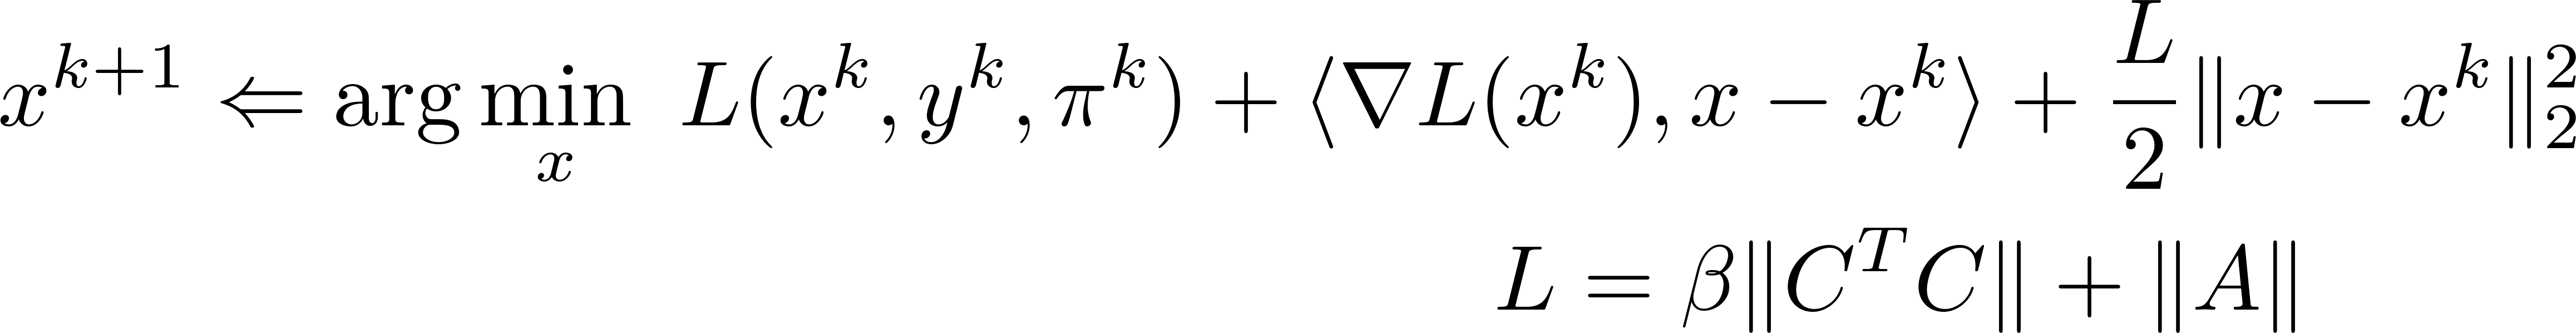 $x^{k+1} \Leftarrow \arg\min_{x} \ L(x^k, y^k, \pi^k) + \langle \nabla L(x^k), x - x^k \rangle + \frac{L}{2} \| x - x^k \|_2^2$
$L = \beta \| C^T C \| + \| A \|$